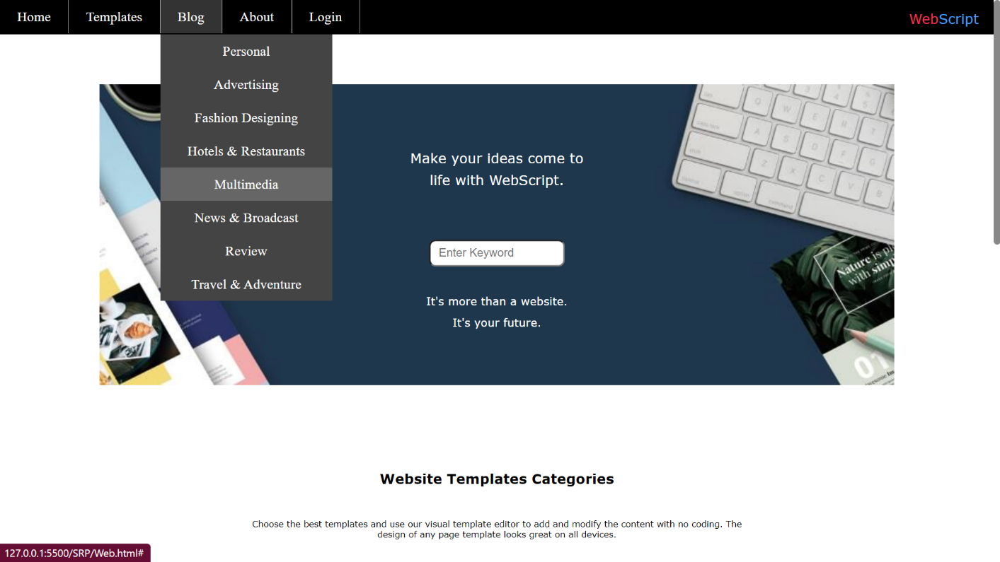 Home Templates Blog About Login WebScript
Personal
Advertising
Fashion Designing
Hotels & Restaurants
Multimedia
News & Broadcast
Review
Travel & Adventure
Make your ideas come to
life with WebScript.
Enter Keyword
It's more than a website.
It's your future.
Nature is
with
01
Website Templates Categories
Choose the best templates and use our visual template editor to add and modify the content with no coding. The
design of any page template looks great on all devices.
127.0.0.1:5500/SRP/Web.html#